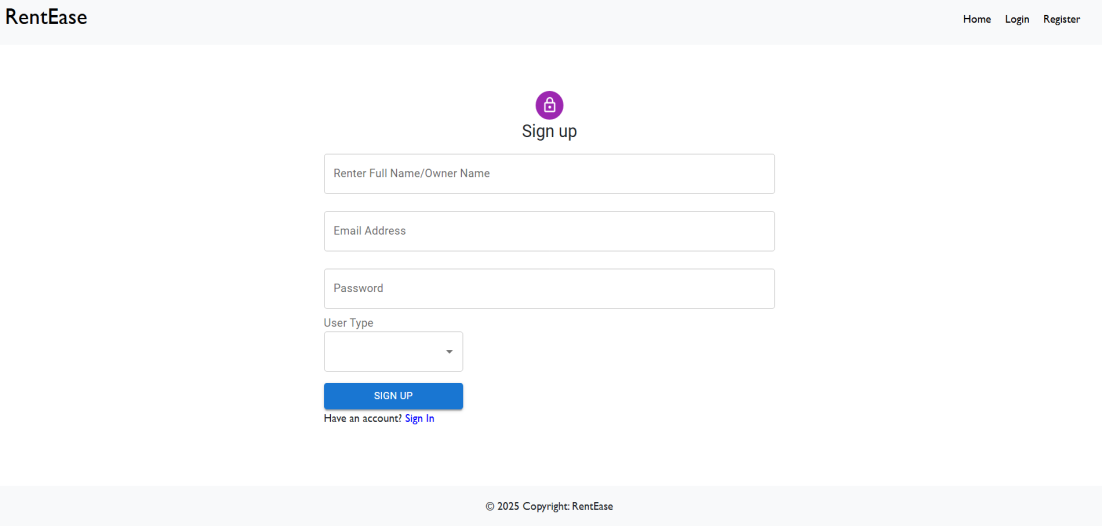 RentEase
Home Login Register
Sign up
Renter Full Name/Owner Name
Email Address
Password
User Type
SIGN UP
Have an account? Sign In
© 2025 Copyright: RentEase